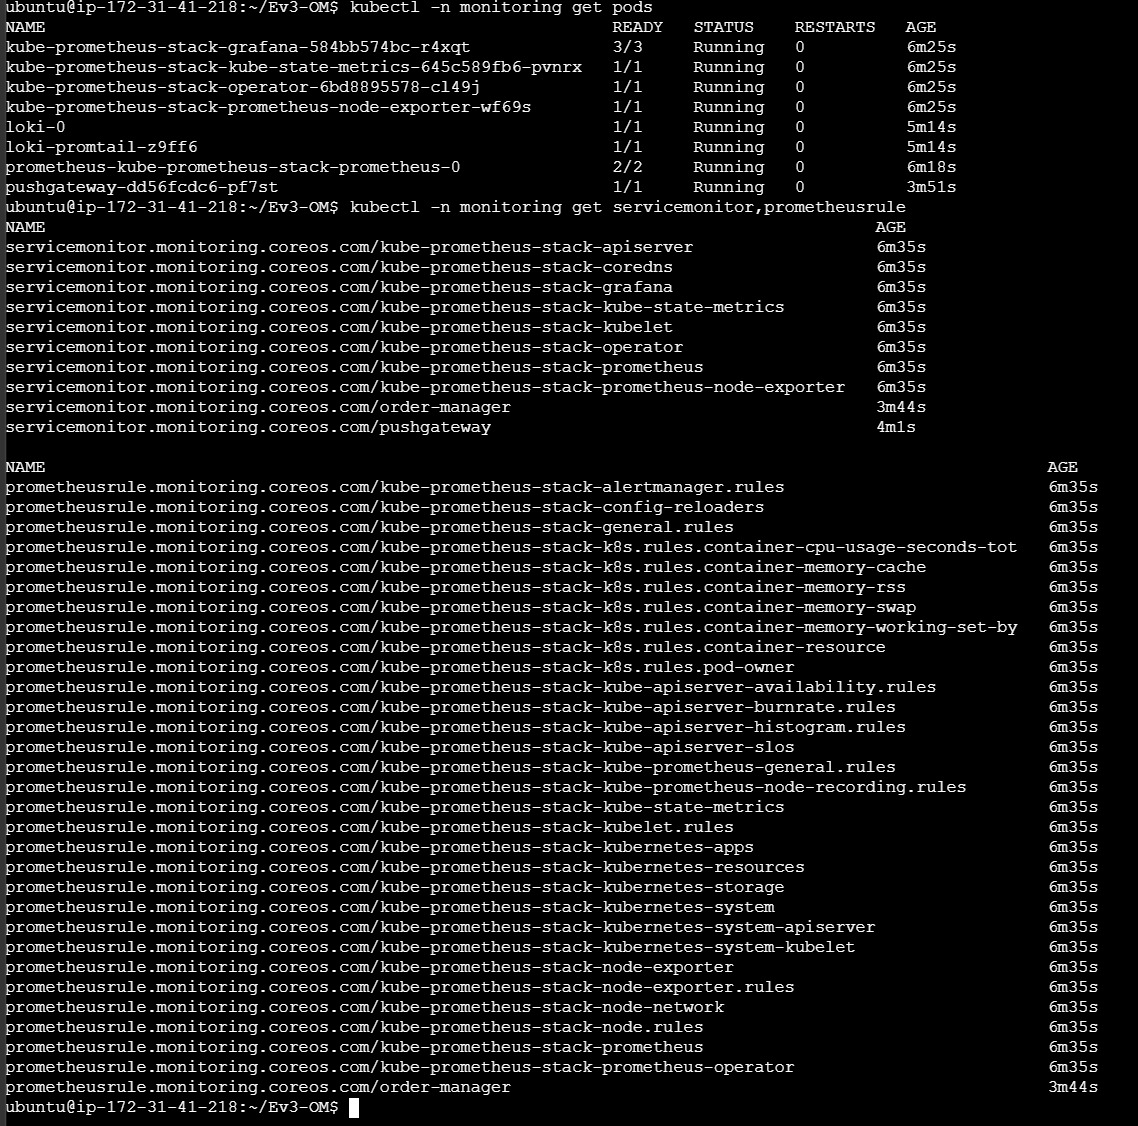 ubuntu@ip-172-31-41-218:~/Ev3-OM$ kubectl -n monitoring get pods
NAME READY STATUS RESTARTS AGE
kube-prometheus-stack-grafana-584bb574bc-r4xqt 3/3 Running 0 6m25s
kube-prometheus-stack-kube-state-metrics-645c589fb6-pvnrx 1/1 Running 0 6m25s
kube-prometheus-stack-operator-6bd8895578-cl49j 1/1 Running 0 6m25s
kube-prometheus-stack-prometheus-node-exporter-wf69s 1/1 Running 0 6m25s
loki-0 1/1 Running 0 5m14s
loki-promtail-z9ff6 1/1 Running 0 5m14s
prometheus-kube-prometheus-stack-prometheus-0 2/2 Running 0 6m18s
pushgateway-dd56fcdc6-pf7st 1/1 Running 0 3m51s
ubuntu@ip-172-31-41-218:~/Ev3-OM$ kubectl -n monitoring get servicemonitor,prometheusrule
NAME AGE
servicemonitor.monitoring.coreos.com/kube-prometheus-stack-apiserver 6m35s
servicemonitor.monitoring.coreos.com/kube-prometheus-stack-coredns 6m35s
servicemonitor.monitoring.coreos.com/kube-prometheus-stack-grafana 6m35s
servicemonitor.monitoring.coreos.com/kube-prometheus-stack-kube-state-metrics 6m35s
servicemonitor.monitoring.coreos.com/kube-prometheus-stack-kubelet 6m35s
servicemonitor.monitoring.coreos.com/kube-prometheus-stack-operator 6m35s
servicemonitor.monitoring.coreos.com/kube-prometheus-stack-prometheus 6m35s
servicemonitor.monitoring.coreos.com/kube-prometheus-stack-prometheus-node-exporter 6m35s
servicemonitor.monitoring.coreos.com/order-manager 3m44s
servicemonitor.monitoring.coreos.com/pushgateway 4m1s
NAME AGE
prometheusrule.monitoring.coreos.com/kube-prometheus-stack-alertmanager.rules 6m35s
prometheusrule.monitoring.coreos.com/kube-prometheus-stack-config-reloaders 6m35s
prometheusrule.monitoring.coreos.com/kube-prometheus-stack-general.rules 6m35s
prometheusrule.monitoring.coreos.com/kube-prometheus-stack-k8s.rules.container-cpu-usage-seconds-tot 6m35s
prometheusrule.monitoring.coreos.com/kube-prometheus-stack-k8s.rules.container-memory-cache 6m35s
prometheusrule.monitoring.coreos.com/kube-prometheus-stack-k8s.rules.container-memory-rss 6m35s
prometheusrule.monitoring.coreos.com/kube-prometheus-stack-k8s.rules.container-memory-swap 6m35s
prometheusrule.monitoring.coreos.com/kube-prometheus-stack-k8s.rules.container-memory-working-set-by 6m35s
prometheusrule.monitoring.coreos.com/kube-prometheus-stack-k8s.rules.container-resource 6m35s
prometheusrule.monitoring.coreos.com/kube-prometheus-stack-k8s.rules.pod-owner 6m35s
prometheusrule.monitoring.coreos.com/kube-prometheus-stack-kube-apiserver-availability.rules 6m35s
prometheusrule.monitoring.coreos.com/kube-prometheus-stack-kube-apiserver-burnrate.rules 6m35s
prometheusrule.monitoring.coreos.com/kube-prometheus-stack-kube-apiserver-histogram.rules 6m35s
prometheusrule.monitoring.coreos.com/kube-prometheus-stack-kube-apiserver-slos 6m35s
prometheusrule.monitoring.coreos.com/kube-prometheus-stack-kube-prometheus-general.rules 6m35s
prometheusrule.monitoring.coreos.com/kube-prometheus-stack-kube-prometheus-node-recording.rules 6m35s
prometheusrule.monitoring.coreos.com/kube-prometheus-stack-kube-state-metrics 6m35s
prometheusrule.monitoring.coreos.com/kube-prometheus-stack-kubelet.rules 6m35s
prometheusrule.monitoring.coreos.com/kube-prometheus-stack-kubernetes-apps 6m35s
prometheusrule.monitoring.coreos.com/kube-prometheus-stack-kubernetes-resources 6m35s
prometheusrule.monitoring.coreos.com/kube-prometheus-stack-kubernetes-storage 6m35s
prometheusrule.monitoring.coreos.com/kube-prometheus-stack-kubernetes-system 6m35s
prometheusrule.monitoring.coreos.com/kube-prometheus-stack-kubernetes-system-apiserver 6m35s
prometheusrule.monitoring.coreos.com/kube-prometheus-stack-kubernetes-system-kubelet 6m35s
prometheusrule.monitoring.coreos.com/kube-prometheus-stack-node-exporter 6m35s
prometheusrule.monitoring.coreos.com/kube-prometheus-stack-node-exporter.rules 6m35s
prometheusrule.monitoring.coreos.com/kube-prometheus-stack-node-network 6m35s
prometheusrule.monitoring.coreos.com/kube-prometheus-stack-node.rules 6m35s
prometheusrule.monitoring.coreos.com/kube-prometheus-stack-prometheus 6m35s
prometheusrule.monitoring.coreos.com/kube-prometheus-stack-prometheus-operator 6m35s
prometheusrule.monitoring.coreos.com/order-manager 3m44s
ubuntu@ip-172-31-41-218:~/Ev3-OM$